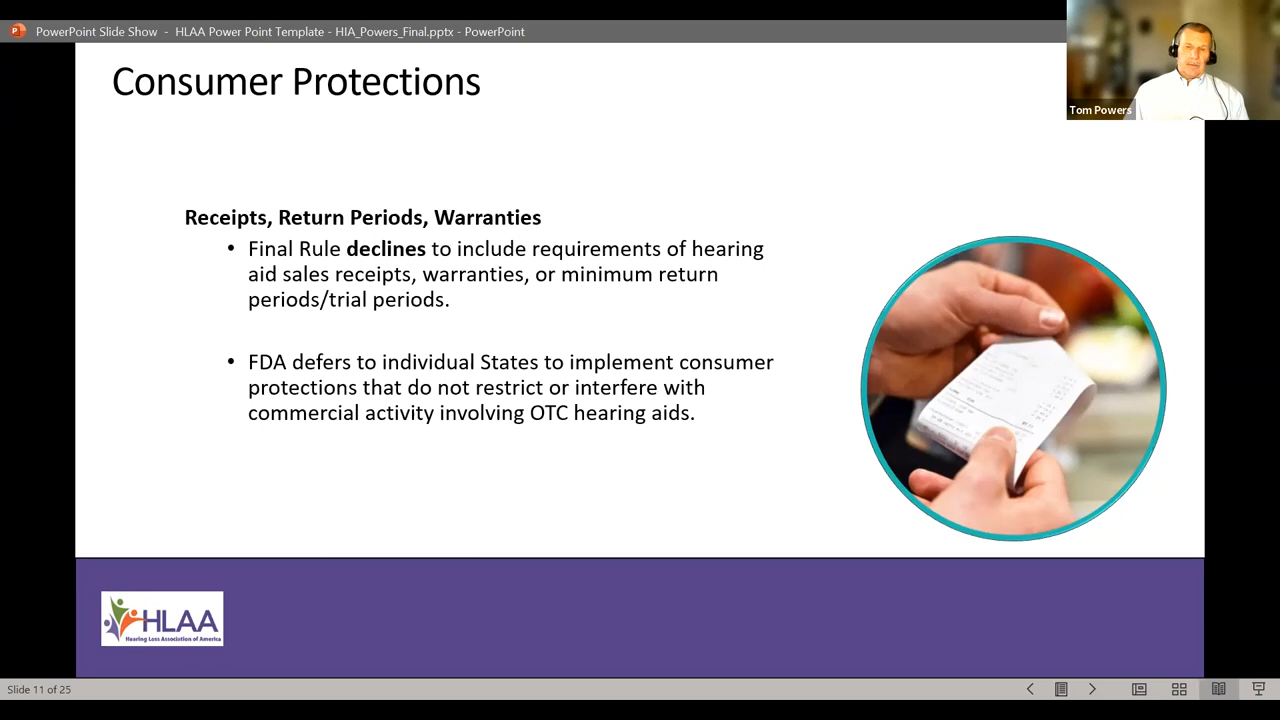 PowerPoint Slide Show - HLAA Power Point Template - HIA_Powers_Final.pptx - PowerPoint
Tom Powers
Consumer Protections
Receipts, Return Periods, Warranties
• Final Rule declines to include requirements of hearing
aid sales receipts, warranties, or minimum return
periods/trial periods.
• FDA defers to individual States to implement consumer
protections that do not restrict or interfere with
commercial activity involving OTC hearing aids.
HLAA
Hearing Loss Association of America
Slide 11 of 25